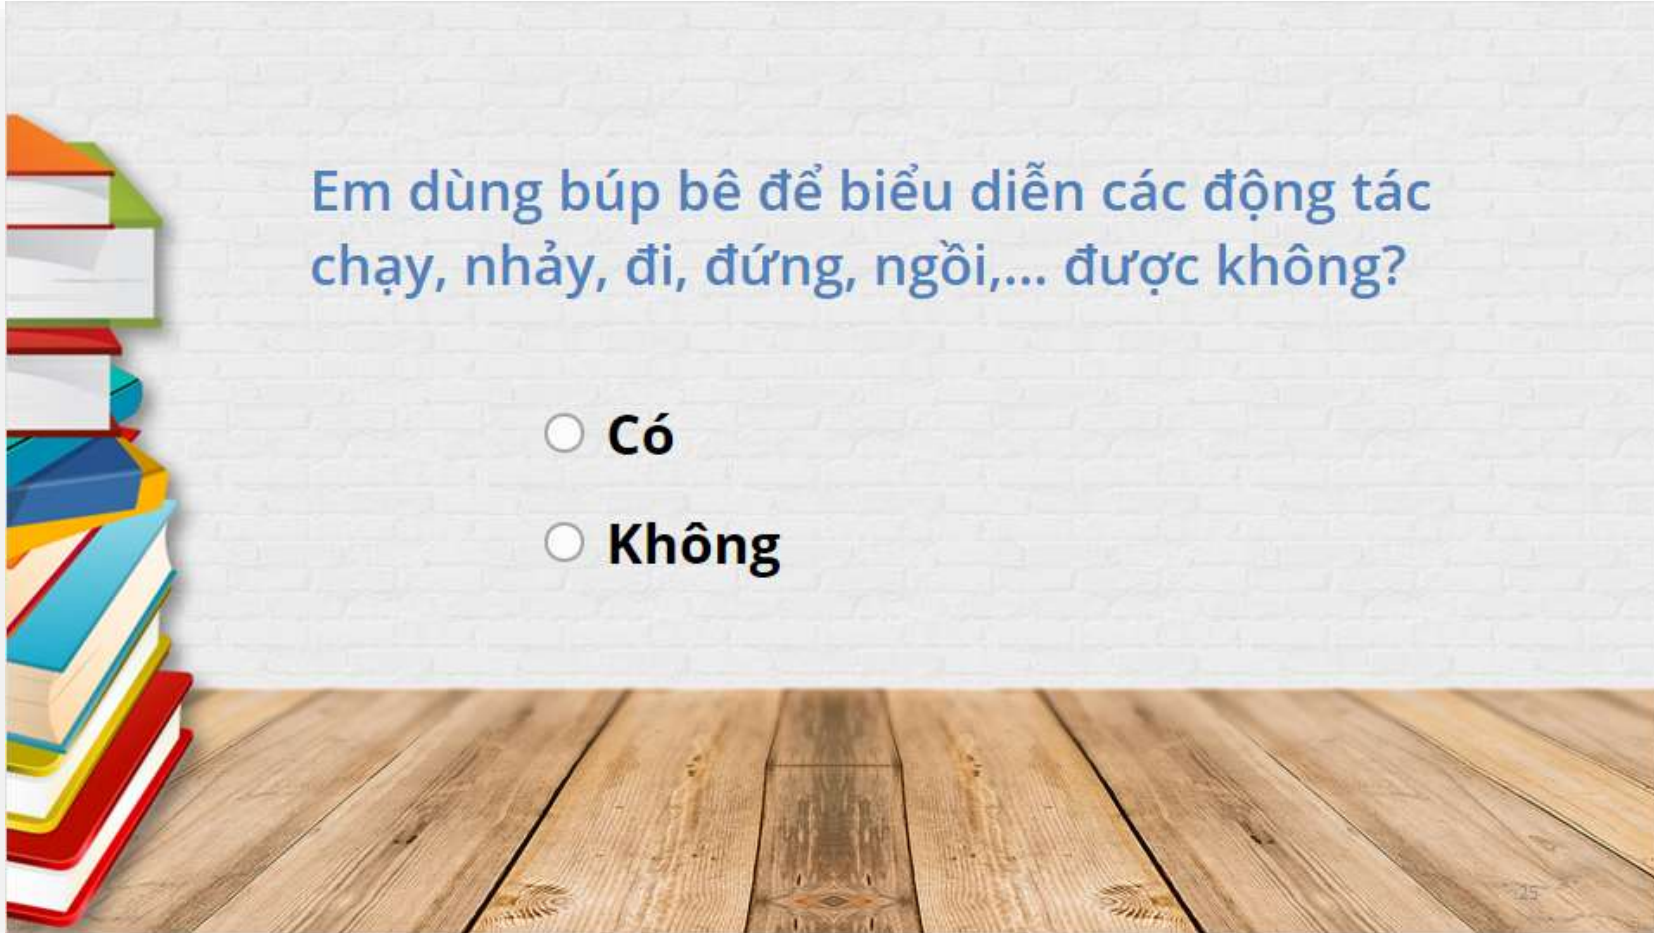 Em dùng búp bê để biểu diễn các động tác
chạy, nhảy, đi, đứng, ngồi,... được không?
Có
Không
25